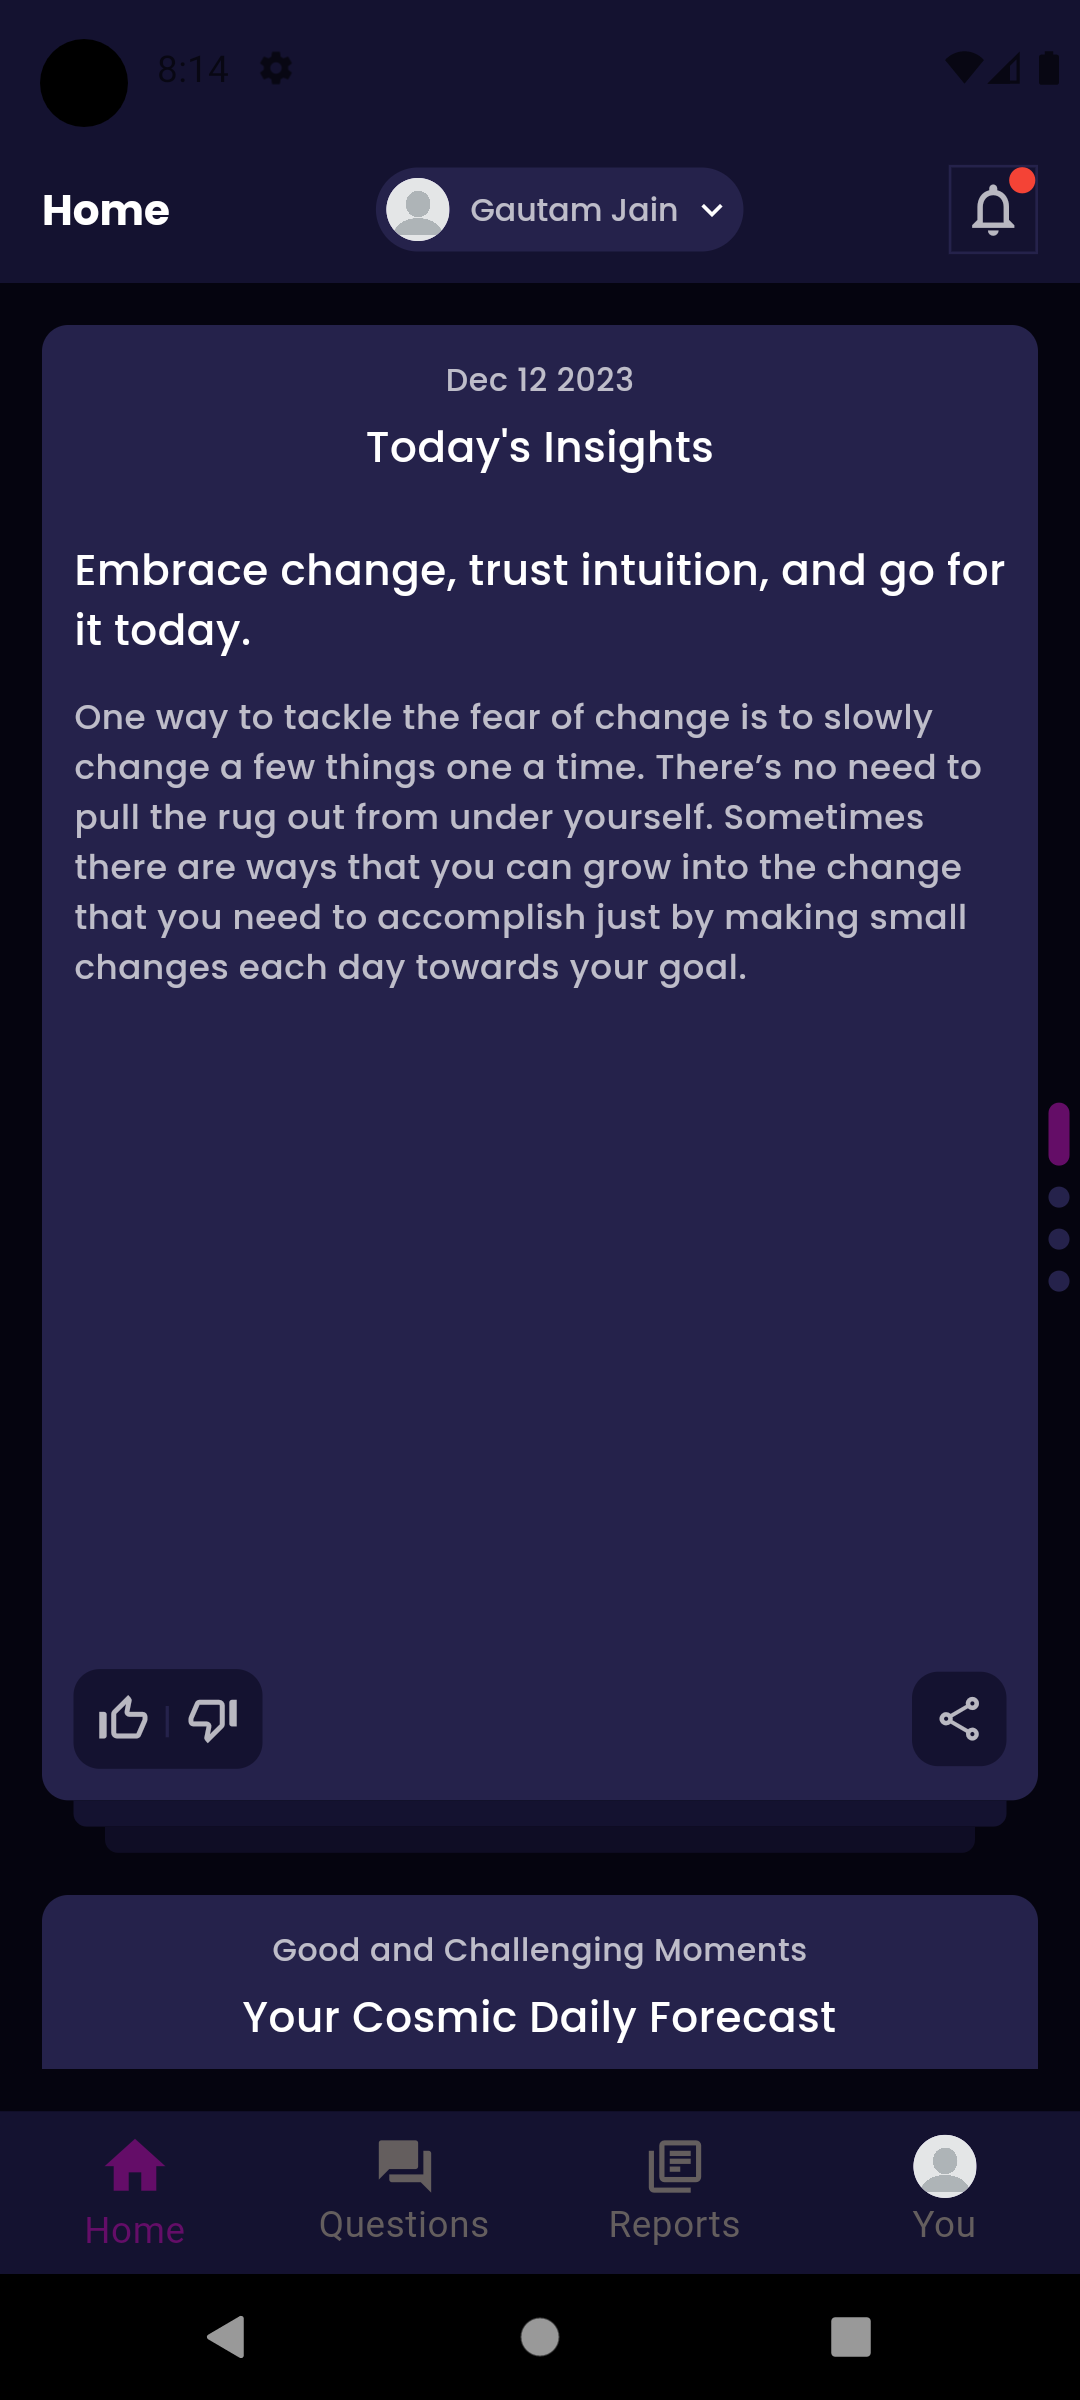 8:14
Home
Gautam Jain
Dec 12 2023
Today's Insights
Embrace change, trust intuition, and go for
it today.
One way to tackle the fear of change is to slowly
change a few things one a time. There’s no need to
pull the rug out from under yourself. Sometimes
there are ways that you can grow into the change
that you need to accomplish just by making small
changes each day towards your goal.
Good and Challenging Moments
Your Cosmic Daily Forecast
Home
Questions
Reports
You